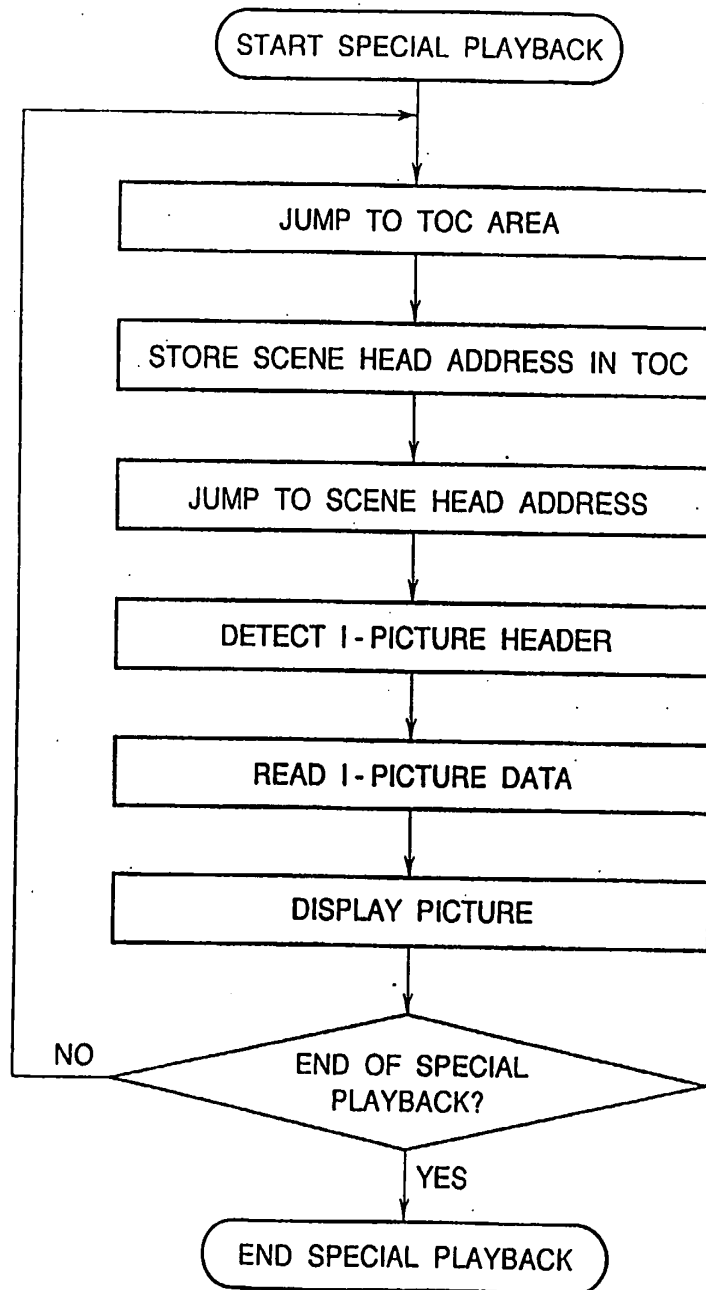 START SPECIAL PLAYBACK
JUMP TO TOC AREA
STORE SCENE HEAD ADDRESS IN TOC
JUMP TO SCENE HEAD ADDRESS
DETECT I-PICTURE HEADER
READ I-PICTURE DATA
DISPLAY PICTURE
NO
END OF SPECIAL
PLAYBACK?
YES
END SPECIAL PLAYBACK